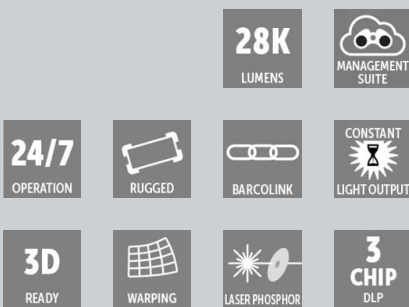 28K
LUMENS
MANAGEMENT
SUITE
24/7
OPERATION
RUGGED
BARCOLINK
CONSTANT
LIGHT OUTPUT
3D
READY
WARPING
LASER PHOSPHOR
3
CHIP
DLP